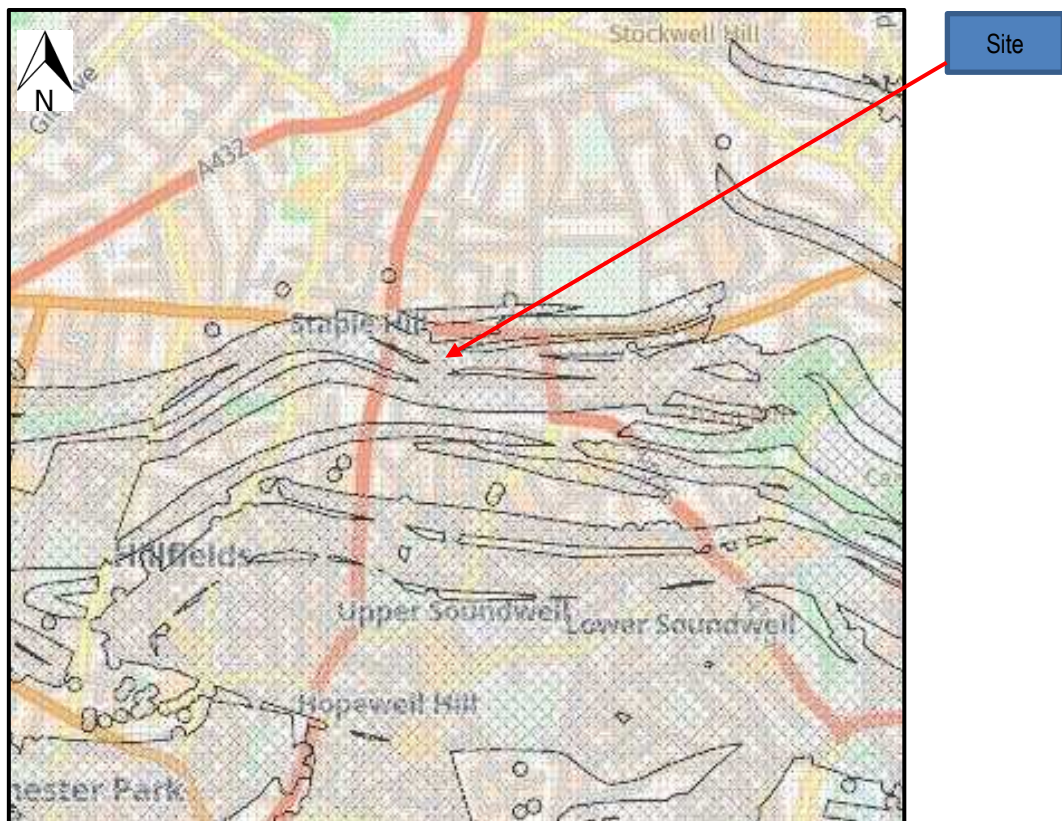 Site
Stockwell Hill
N
A432
Staple Hill
Hillfields
Upper Soundwell
Lower Soundwell
Hopewell Hill
hester Park